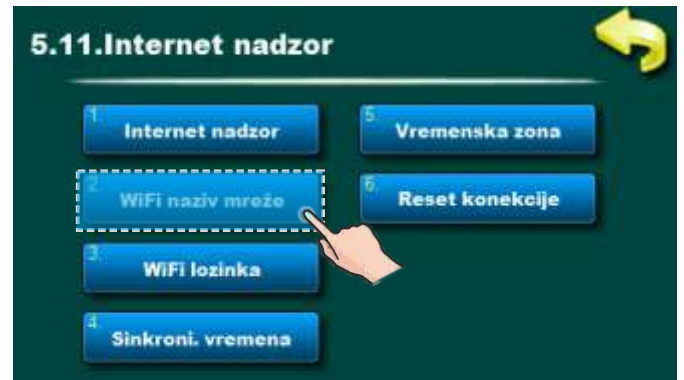 5.11.Internet nadzor
1.
Internet nadzor
2.
WiFi naziv mreže
3.
WiFi lozinka
4.
Sinkroni. vremena
5.
Vremenska zona
6.
Reset konekcije